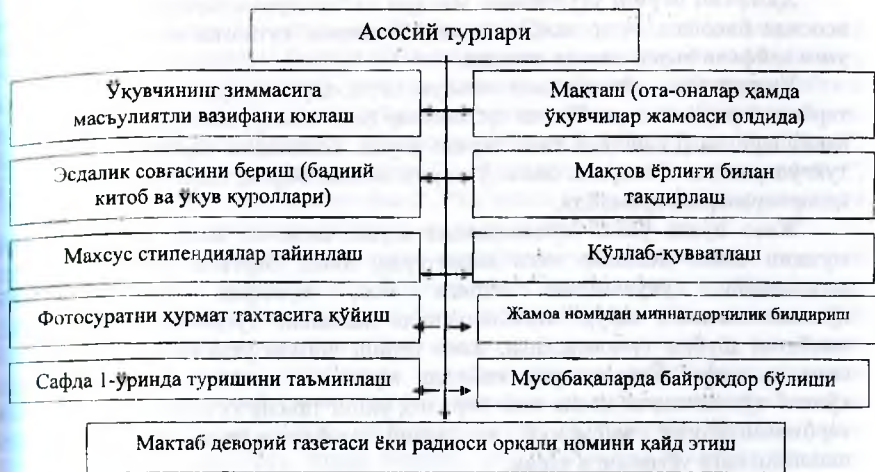 Асосий турлари
Ўқувчининг зиммасига
масъулиятли вазифани юклаш
Мақташ (ота-оналар ҳамда
ўқувчилар жамоаси олдида)
Эсдалик совғасини бериш (бадиий
китоб ва ўқув қуроллари)
Мақтов ёрлиғи билан
тақдирлаш
Махсус стипендиялар тайинлаш
Қўллаб-қувватлаш
Фотосуратни ҳурмат тахтасига қўйиш
Жамоа номидан миннатдорчилик билдириш
Сафда 1-ўринда туришини таъминлаш
Мусобақаларда байроқдор бўлиши
Мактаб деворий газетаси ёки радиоси орқали номини қайд этиш